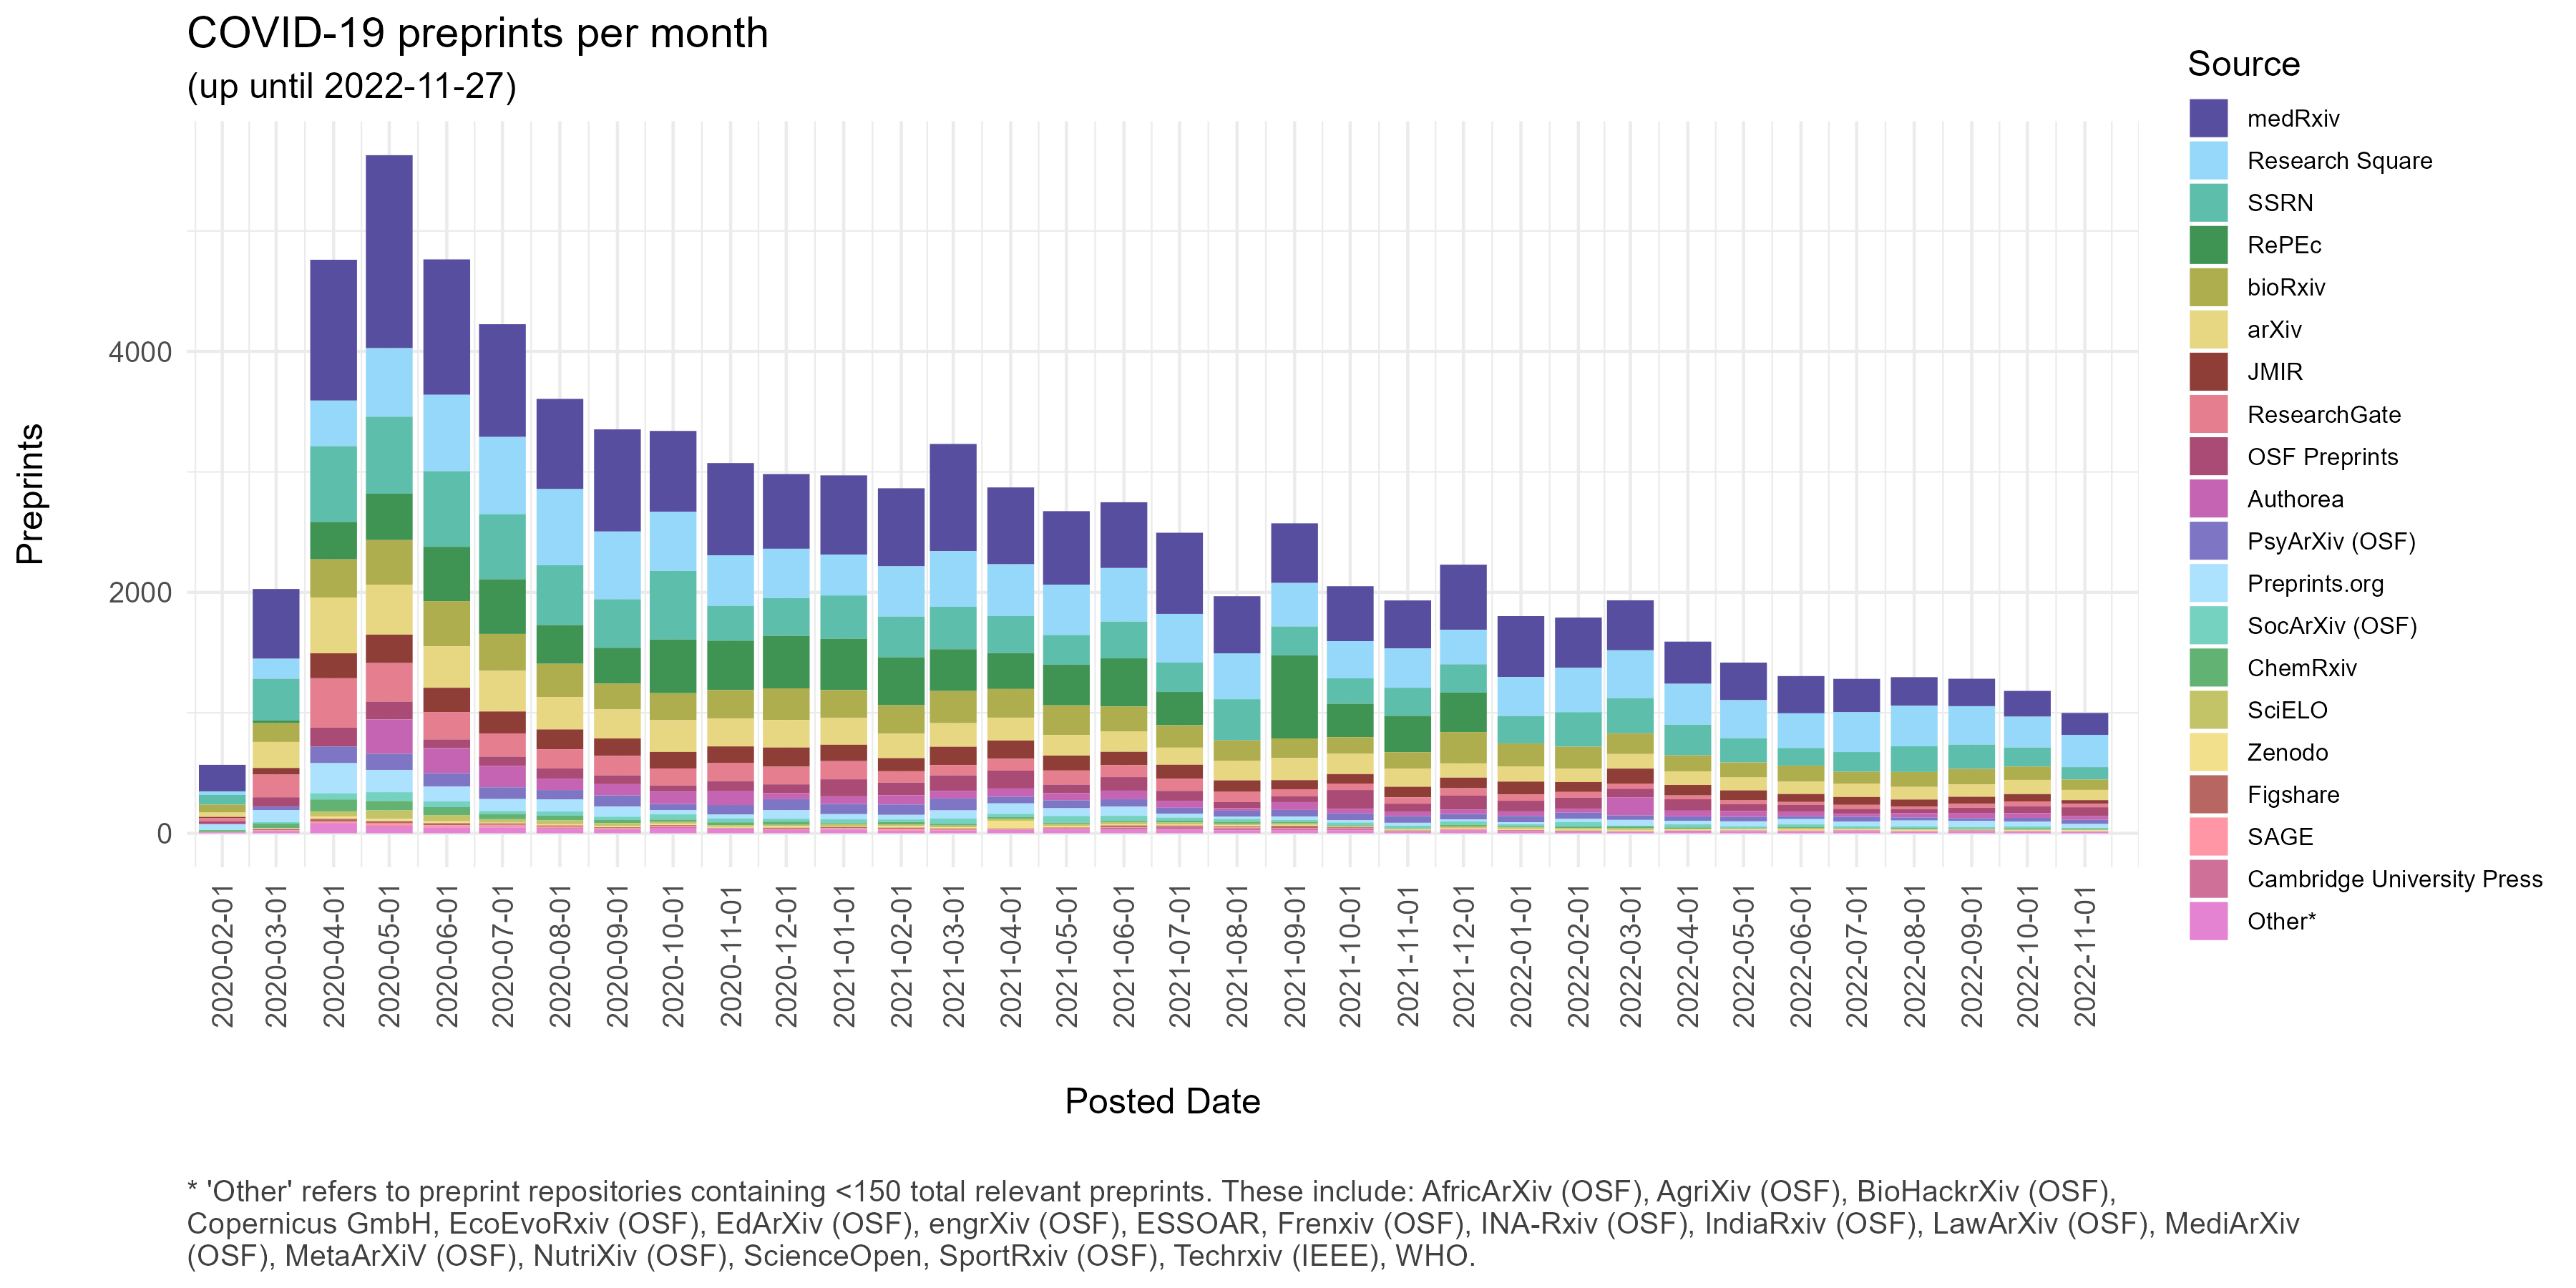 COVID-19 preprints per month
(up until 2022-11-27)
Source
medRxiv
Research Square
SSRN
RePEc
bioRxiv
arXiv
JMIR
ResearchGate
OSF Preprints
Authorea
PsyArXiv (OSF)
Preprints.org
SocArXiv (OSF)
ChemRxiv
SciELO
Zenodo
Figshare
SAGE
Cambridge University Press
Other*
Preprints
4000
2000
0
2020-02-01
2020-03-01
2020-04-01
2020-05-01
2020-06-01
2020-07-01
2020-08-01
2020-09-01
2020-10-01
2020-11-01
2020-12-01
2021-01-01
2021-02-01
2021-03-01
2021-04-01
2021-05-01
2021-06-01
2021-07-01
2021-08-01
2021-09-01
2021-10-01
2021-11-01
2021-12-01
2022-01-01
2022-02-01
2022-03-01
2022-04-01
2022-05-01
2022-06-01
2022-07-01
2022-08-01
2022-09-01
2022-10-01
2022-11-01
Posted Date
* 'Other' refers to preprint repositories containing <150 total relevant preprints. These include: AfricArXiv (OSF), AgriXiv (OSF), BioHackrXiv (OSF),
Copernicus GmbH, EcoEvoRxiv (OSF), EdArXiv (OSF), engrXiv (OSF), ESSOAR, Frenxiv (OSF), INA-Rxiv (OSF), IndiaRxiv (OSF), LawArXiv (OSF), MediArXiv
(OSF), MetaArXiV (OSF), NutriXiv (OSF), ScienceOpen, SportRxiv (OSF), Techrxiv (IEEE), WHO.